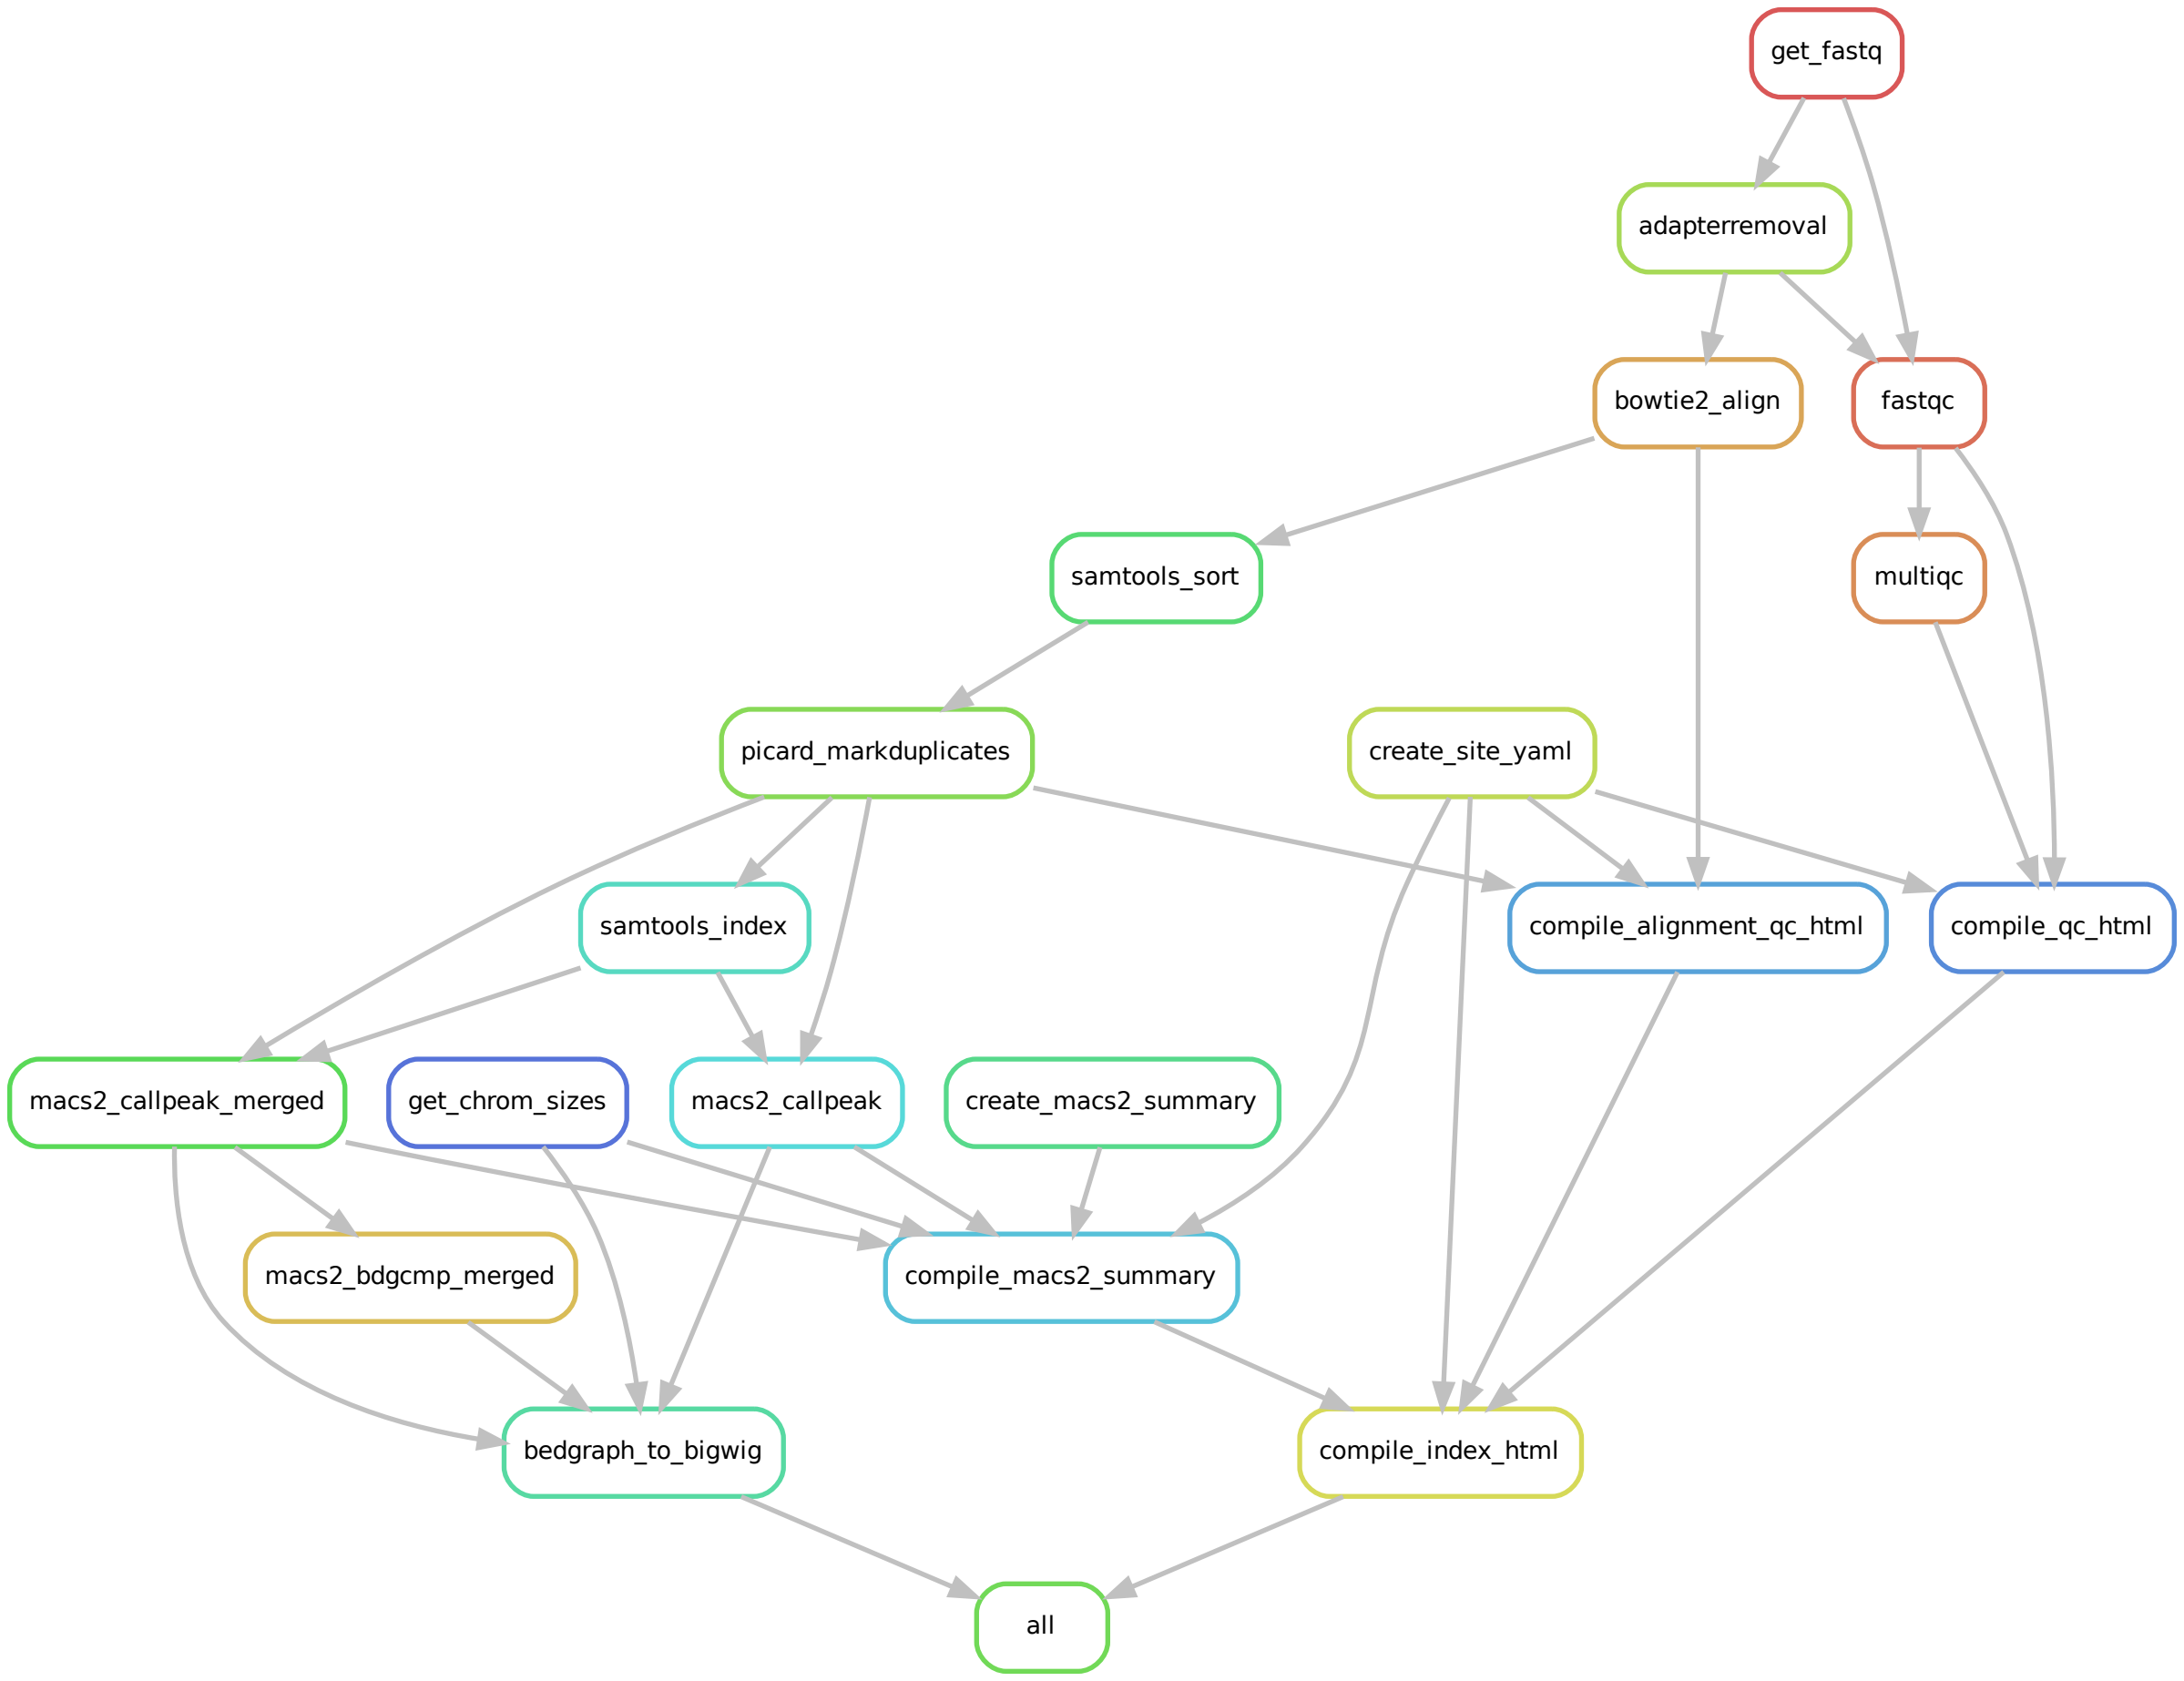 get_fastq
adapterremoval
bowtie2_align
fastqc
samtools_sort
multiqc
picard_markduplicates
create_site_yaml
samtools_index
compile_alignment_qc_html
compile_qc_html
macs2_callpeak_merged
get_chrom_sizes
macs2_callpeak
create_macs2_summary
macs2_bdgcmp_merged
compile_macs2_summary
bedgraph_to_bigwig
compile_index_html
all